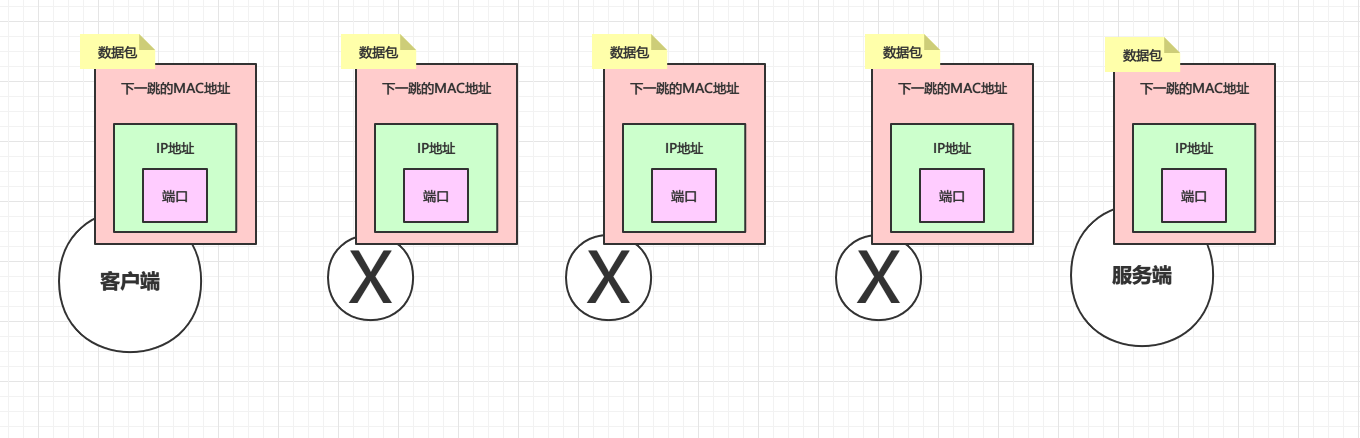 数据包
下一跳的MAC地址
IP地址
端口
客户端
数据包
下一跳的MAC地址
IP地址
端口
X
数据包
下一跳的MAC地址
IP地址
端口
X
数据包
下一跳的MAC地址
IP地址
端口
X
数据包
下一跳的MAC地址
IP地址
端口
服务端